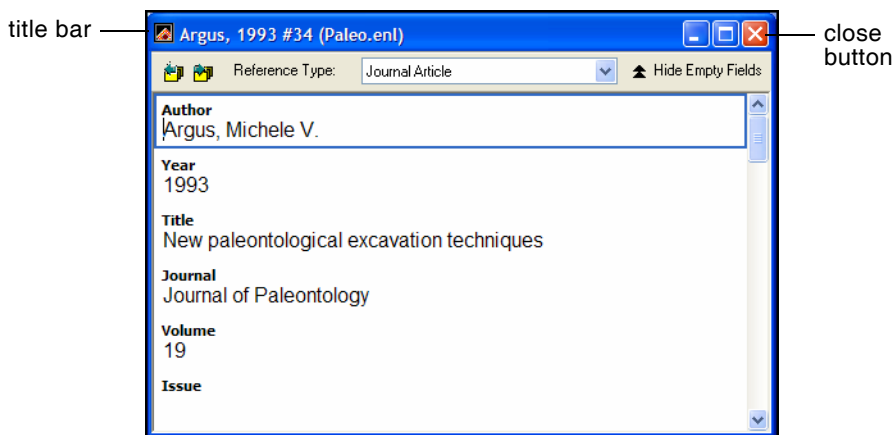 title bar
Argus, 1993 #34 (Paleo.enl)
close
button
Reference Type: Journal Article Hide Empty Fields
Author
Argus, Michele V.
Year
1993
Title
New paleontological excavation techniques
Journal
Journal of Paleontology
Volume
19
Issue